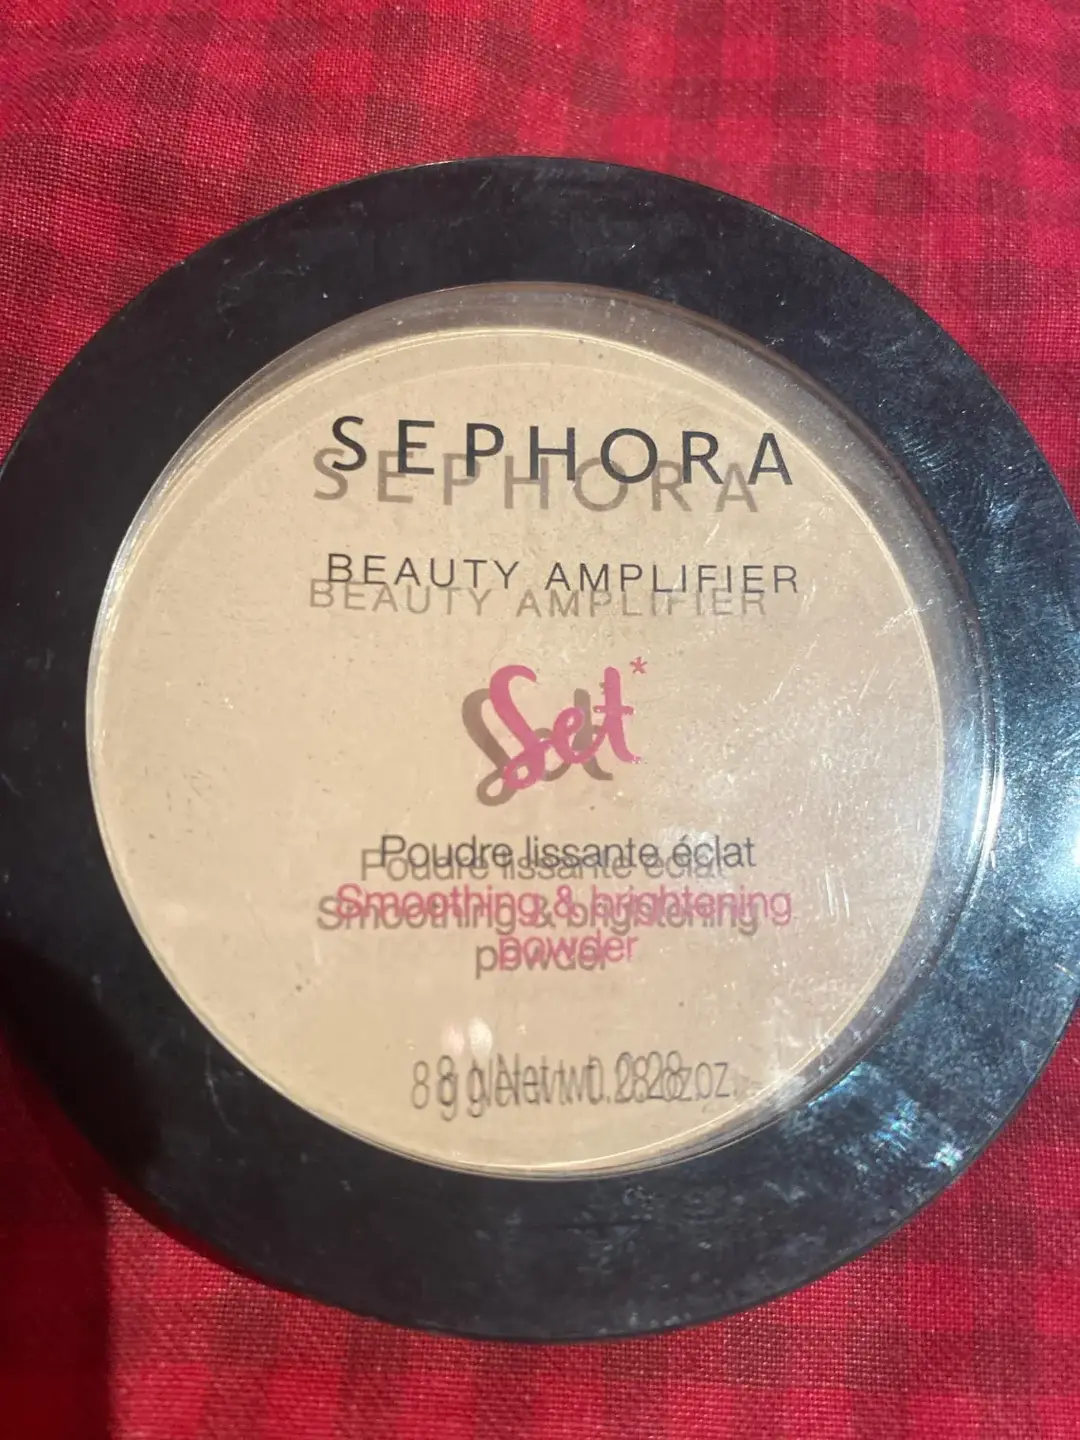 SEPHORA
BEAUTY AMPLIFIER
Set*
Poudre lissante éclat
Smoothing & brightening
powder
8 g Net wt. 0.28 oz.